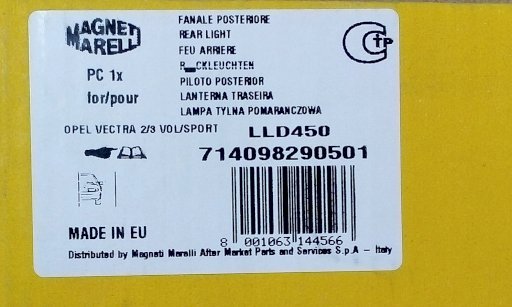 MAGNETI
MARELLI
PC 1x
for/pour
FANALE POSTERIORE
REAR LIGHT
FEU ARRIERE
R__CKLEUCHTEN
PILOTO POSTERIOR
LANTERNA TRASEIRA
LAMPA TYLNA POMARANCZOWA
OPEL VECTRA 2/3 VOL/SPORT
LLD450
714098290501
8 001063 144566
MADE IN EU
Distributed by Magneti Marelli After Market Parts and Services S.p.A - Italy